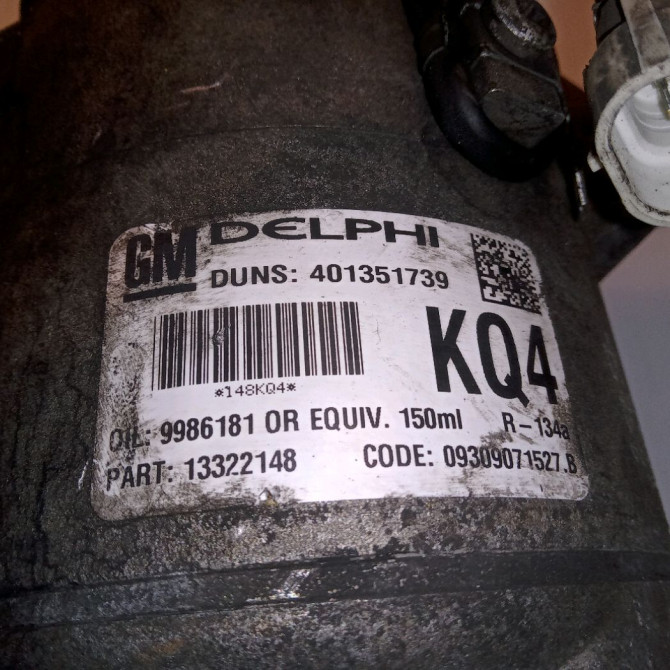 GM DELPHI
DUNS: 401351739
*148KQ4*
KQ4
OIL: 9986181 OR EQUIV. 150ml R-134a
PART: 13322148 CODE: 09309071527.B